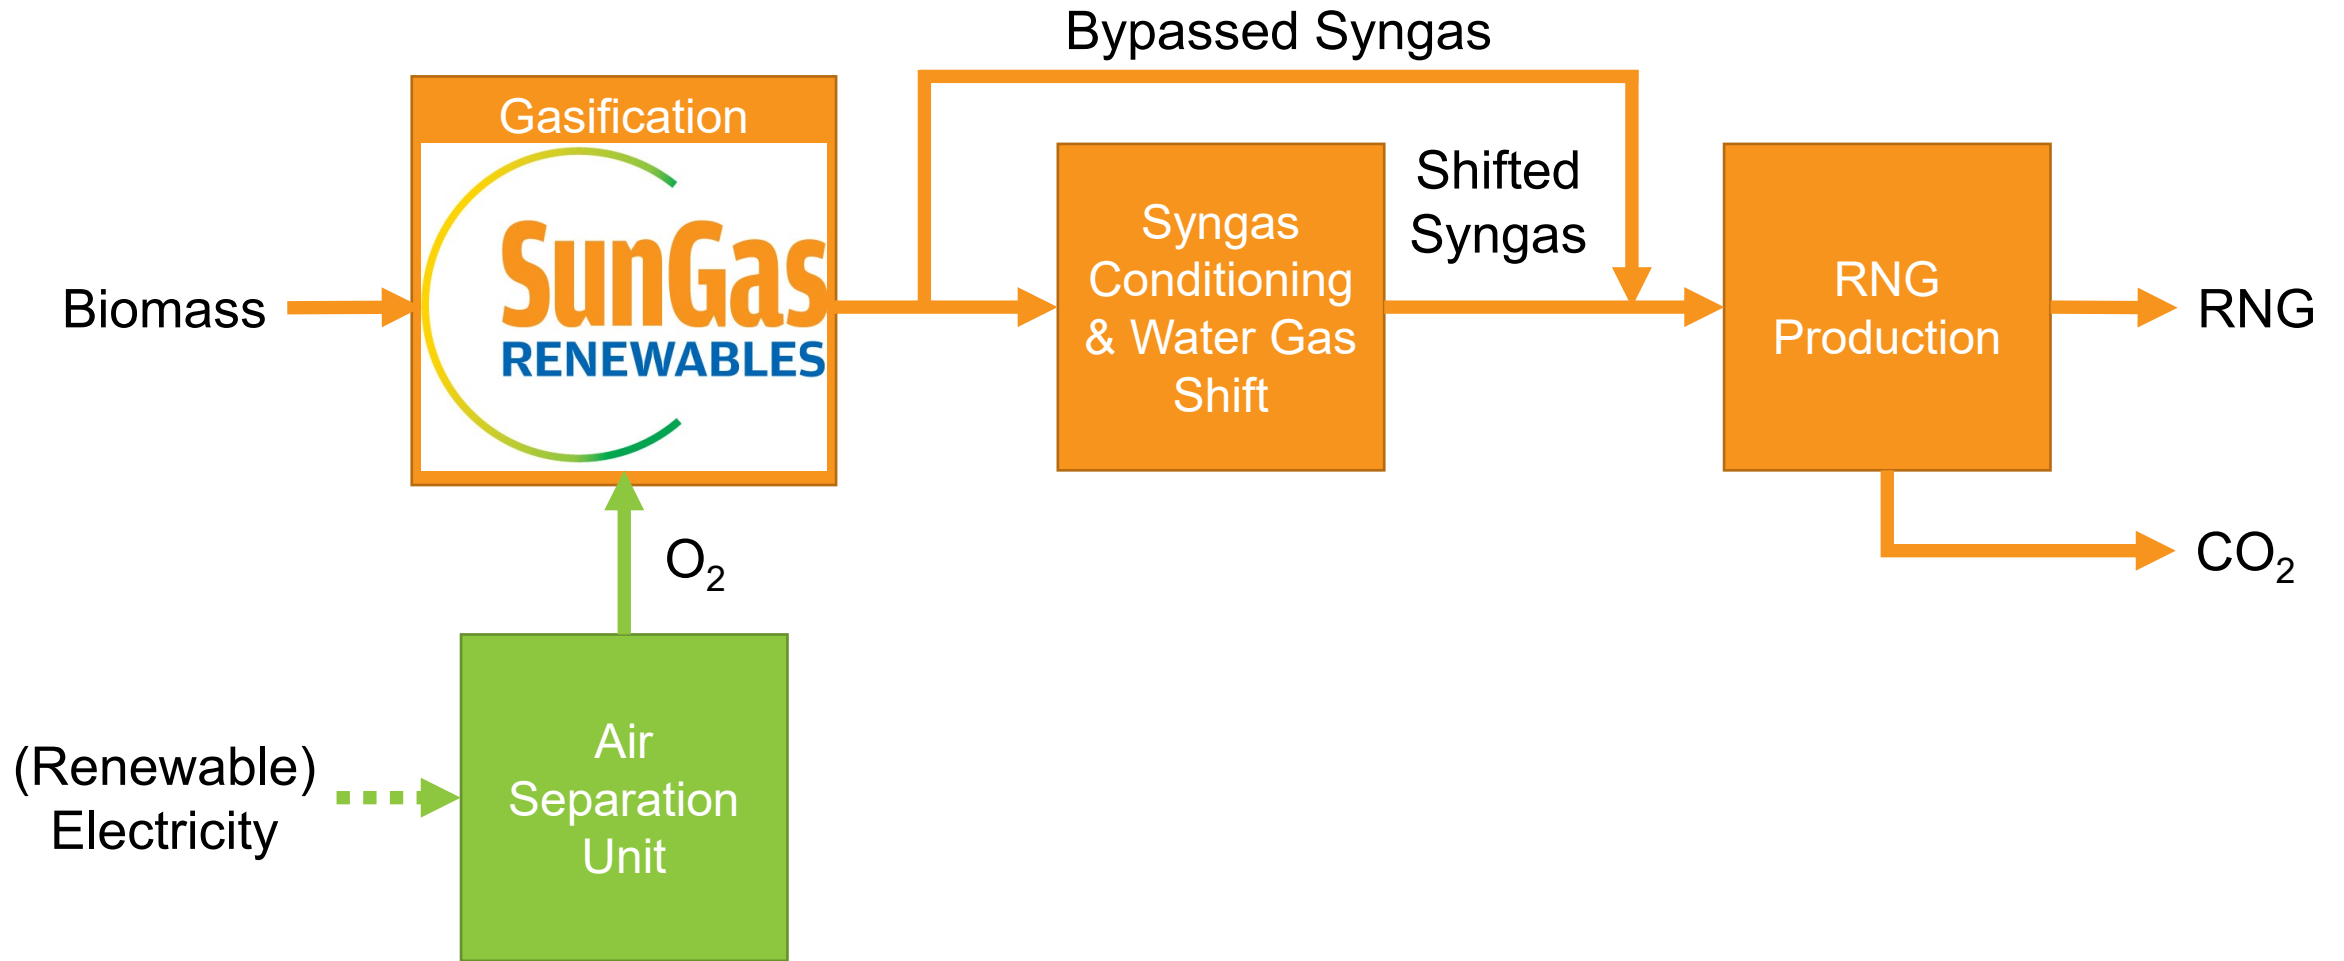 Bypassed Syngas
Gasification
SunGas
RENEWABLES
Biomass
Syngas
Conditioning
& Water Gas
Shift
Shifted
Syngas
RNG
Production
RNG
CO₂
O₂
(Renewable)
Electricity
Air
Separation
Unit